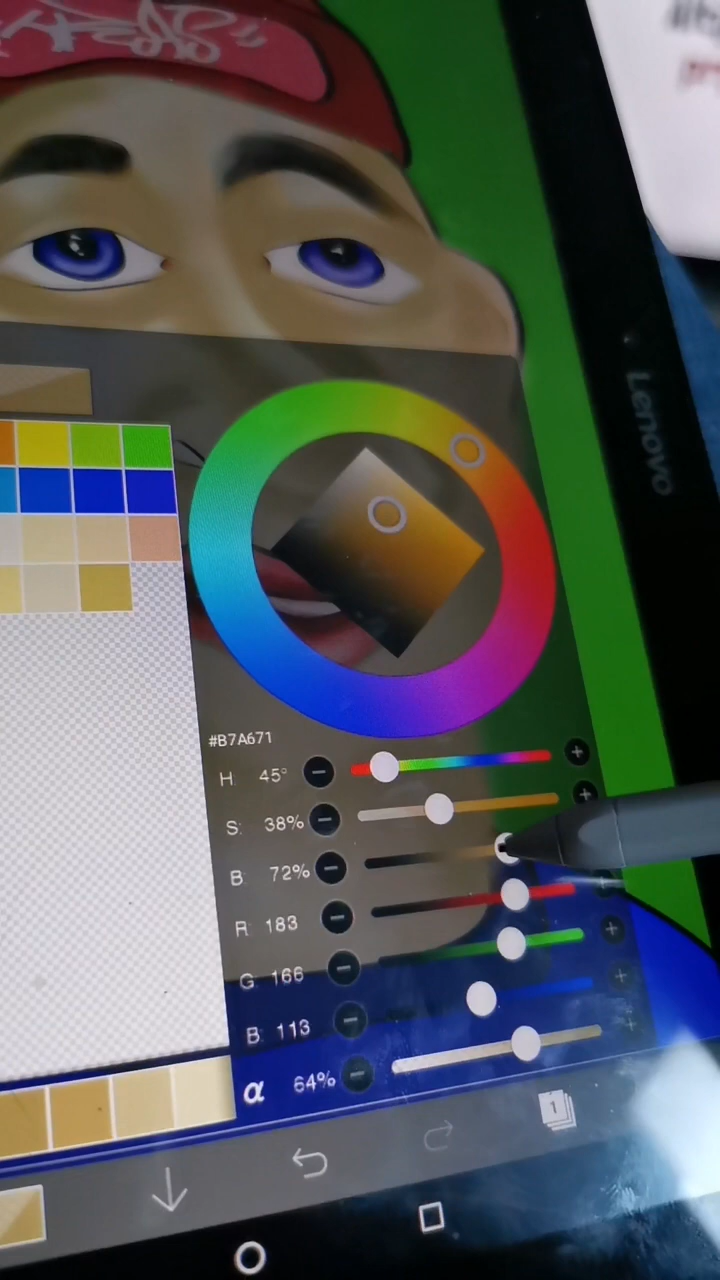 Lenovo
#B7A671
H: 45°
S: 38%
B: 72%
R: 183
G: 166
B: 113
α 64%
1